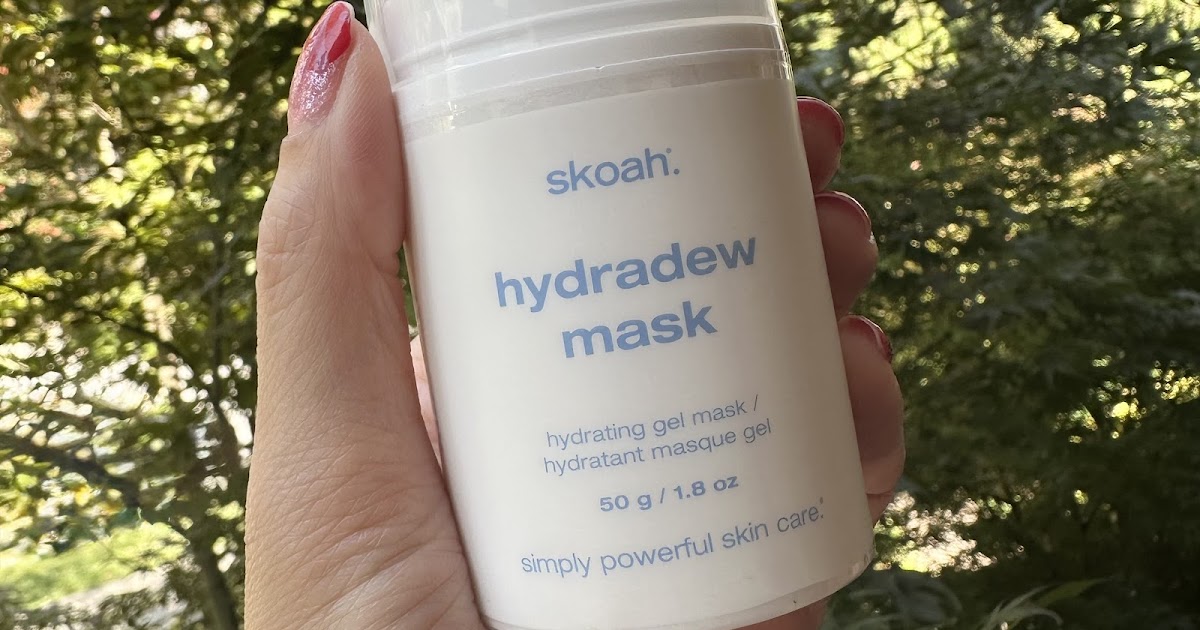 skoah®.
hydradew
mask
hydrating gel mask /
hydratant masque gel
50 g / 1.8 oz
simply powerful skin care®.